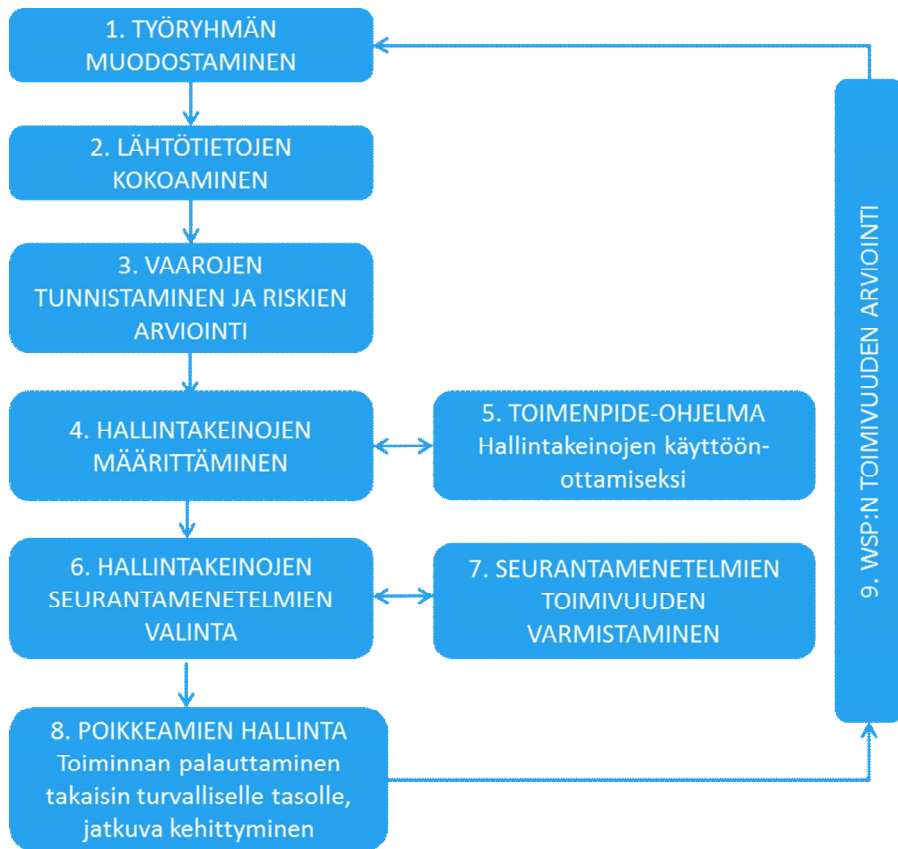 1. TYÖRYHMÄN
MUODOSTAMINEN
2. LÄHTÖTIETOJEN
KOKOAMINEN
3. VAAROJEN
TUNNISTAMINEN JA RISKIEN
ARVIOINTI
4. HALLINTAKEINOJEN
MÄÄRITTÄMINEN
5. TOIMENPIDE-OHJELMA
Hallintakeinojen käyttöön-
ottamiseksi
6. HALLINTAKEINOJEN
SEURANTAMENETELMIEN
VALINTA
7. SEURANTAMENETELMIEN
TOIMIVUUDEN
VARMISTAMINEN
8. POIKKEAMIEN HALLINTA
Toiminnan palauttaminen
takaisin turvalliselle tasolle,
jatkuva kehittyminen
9. WSP:N TOIMIVUUDEN ARVIOINTI